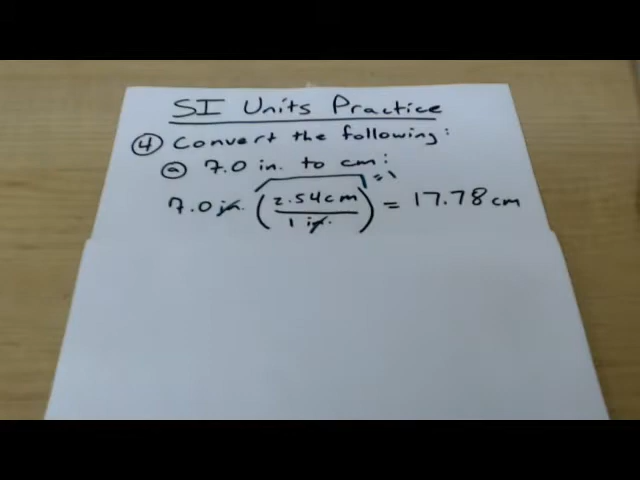 SI Units Practice
④ Convert the following:
ⓐ 7.0 in. to cm:
7.0 in. (2.54 cm / 1 in.) = 17.78 cm
= 1